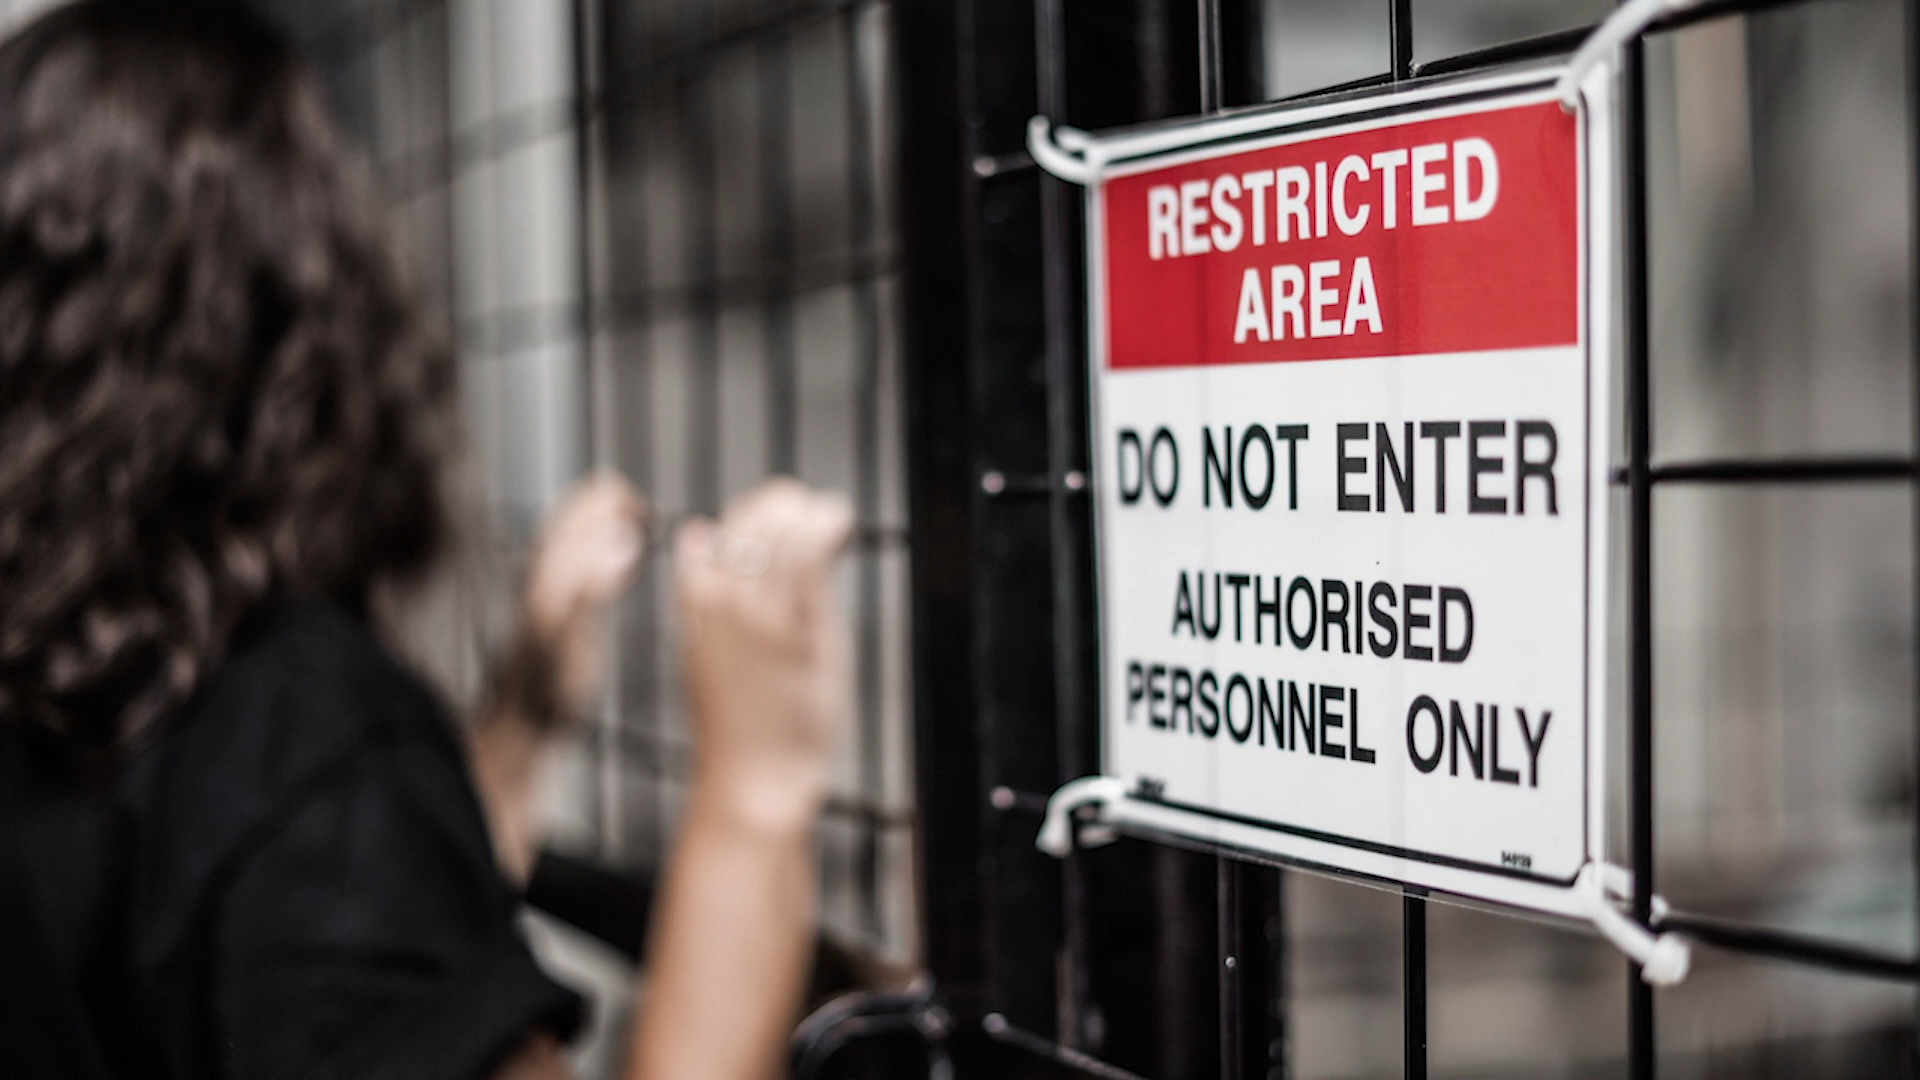 RESTRICTED
AREA
DO NOT ENTER
AUTHORISED
PERSONNEL ONLY